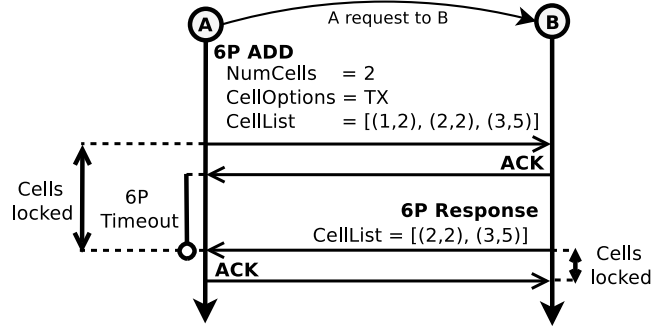 A
A request to B
B
6P ADD
NumCells = 2
CellOptions = TX
CellList = [(1,2), (2,2), (3,5)]
ACK
Cells
locked
6P
Timeout
6P Response
CellList = [(2,2), (3,5)]
ACK
Cells
locked